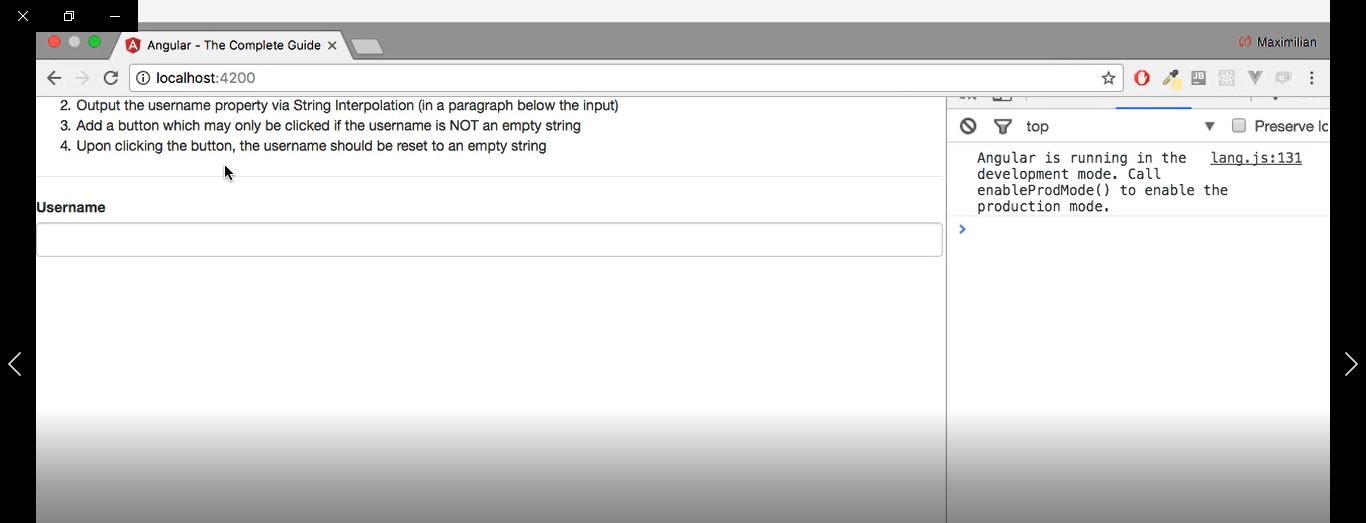 Angular - The Complete Guide
Maximilian
localhost:4200
2. Output the username property via String Interpolation (in a paragraph below the input)
3. Add a button which may only be clicked if the username is NOT an empty string
4. Upon clicking the button, the username should be reset to an empty string
Username
top
Preserve lo
Angular is running in the lang.js:131
development mode. Call
enableProdMode() to enable the
production mode.